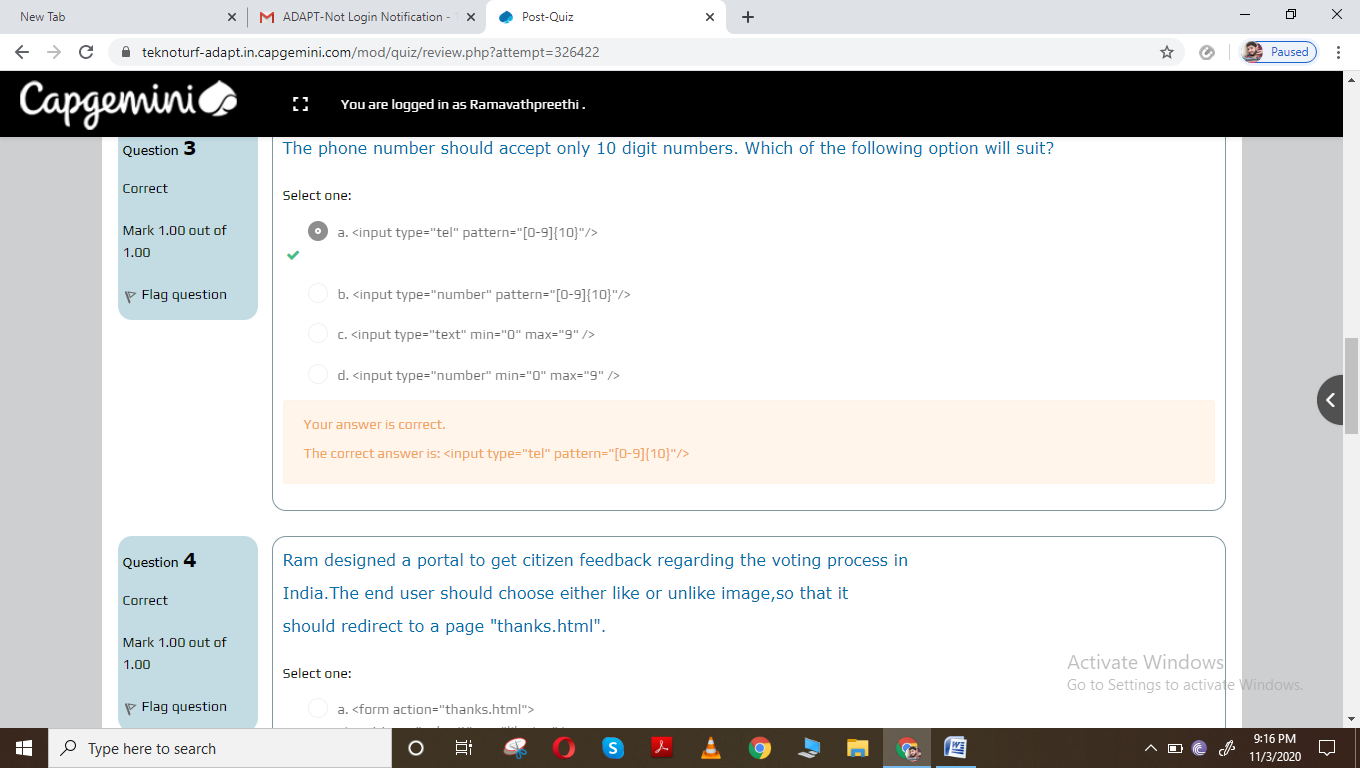 New Tab
ADAPT-Not Login Notification -
Post-Quiz
teknoturf-adapt.in.capgemini.com/mod/quiz/review.php?attempt=326422
Paused
Capgemini
You are logged in as Ramavathpreethi .
Question 3
Correct
Mark 1.00 out of
1.00
Flag question
The phone number should accept only 10 digit numbers. Which of the following option will suit?
Select one:
a. <input type="tel" pattern="[0-9]{10}"/>
b. <input type="number" pattern="[0-9]{10}"/>
c. <input type="text" min="0" max="9" />
d. <input type="number" min="0" max="9" />
Your answer is correct.
The correct answer is: <input type="tel" pattern="[0-9]{10}"/>
Question 4
Correct
Mark 1.00 out of
1.00
Flag question
Ram designed a portal to get citizen feedback regarding the voting process in
India.The end user should choose either like or unlike image,so that it
should redirect to a page "thanks.html".
Select one:
a. <form action="thanks.html">
Activate Windows
Go to Settings to activate Windows.
Type here to search
9:16 PM
11/3/2020